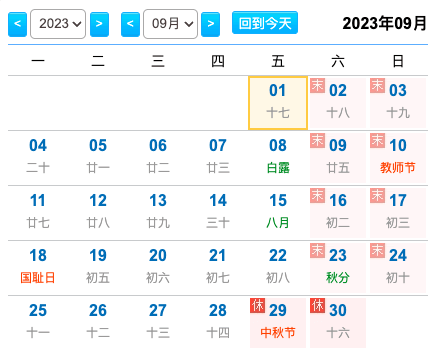 < 2023 > < 09月 > 回到今天 2023年09月
一 二 三 四 五 六 日
01 末 02 末 03
十七 十八 十九
04 05 06 07 08 末 09 末 10
二十 廿一 廿二 廿三 白露 廿五 教师节
11 12 13 14 15 末 16 末 17
廿七 廿八 廿九 三十 八月 初二 初三
18 19 20 21 22 末 23 末 24
国耻日 初五 初六 初七 初八 秋分 初十
25 26 27 28 休 29 休 30
十一 十二 十三 十四 中秋节 十六